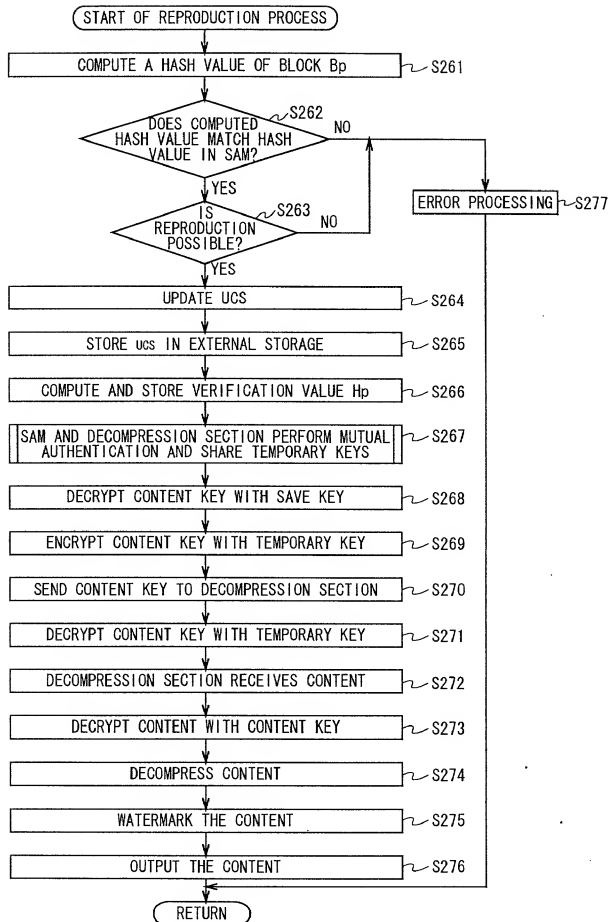 START OF REPRODUCTION PROCESS
COMPUTE A HASH VALUE OF BLOCK Bp
S261
DOES COMPUTED
HASH VALUE MATCH HASH
VALUE IN SAM?
S262
NO
YES
IS
REPRODUCTION
POSSIBLE?
S263
NO
YES
ERROR PROCESSING
S277
UPDATE UCS
S264
STORE UCS IN EXTERNAL STORAGE
S265
COMPUTE AND STORE VERIFICATION VALUE Hp
S266
SAM AND DECOMPRESSION SECTION PERFORM MUTUAL
AUTHENTICATION AND SHARE TEMPORARY KEYS
S267
DECRYPT CONTENT KEY WITH SAVE KEY
S268
ENCRYPT CONTENT KEY WITH TEMPORARY KEY
S269
SEND CONTENT KEY TO DECOMPRESSION SECTION
S270
DECRYPT CONTENT KEY WITH TEMPORARY KEY
S271
DECOMPRESSION SECTION RECEIVES CONTENT
S272
DECRYPT CONTENT WITH CONTENT KEY
S273
DECOMPRESS CONTENT
S274
WATERMARK THE CONTENT
S275
OUTPUT THE CONTENT
S276
RETURN